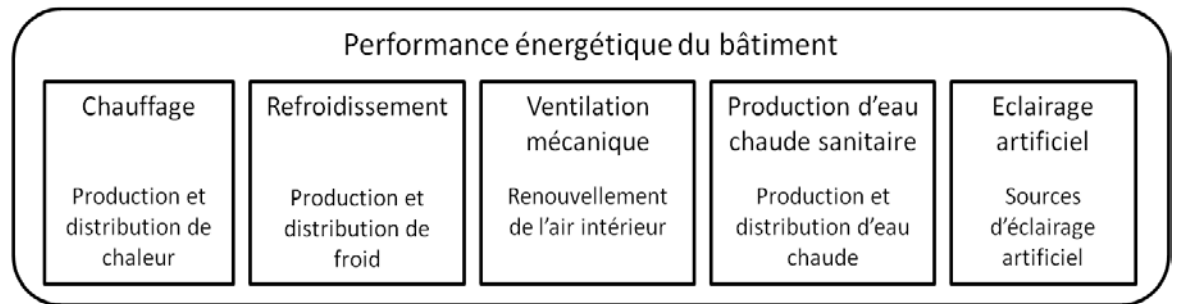 Performance énergétique du bâtiment
Chauffage
Production et
distribution de
chaleur
Refroidissement
Production et
distribution de
froid
Ventilation
mécanique
Renouvellement
de l'air intérieur
Production d'eau
chaude sanitaire
Production et
distribution d'eau
chaude
Eclairage
artificiel
Sources
d'éclairage
artificiel